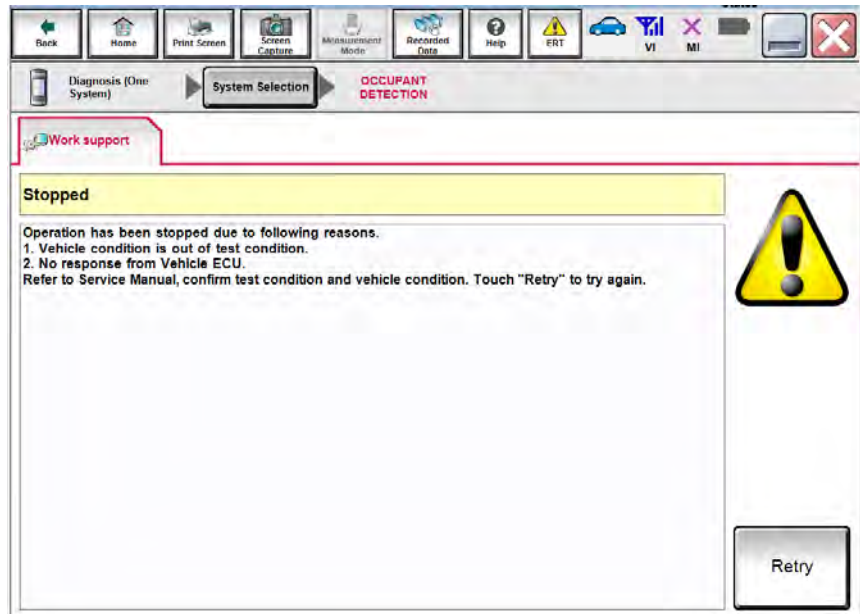 Status
Back
Home
Print Screen
Screen
Capture
Measurement
Mode
Recorded
Data
Help
ERT
VI
MI
Diagnosis (One
System)
System Selection
OCCUPANT
DETECTION
Work support
Stopped
Operation has been stopped due to following reasons.
1. Vehicle condition is out of test condition.
2. No response from Vehicle ECU.
Refer to Service Manual, confirm test condition and vehicle condition. Touch "Retry" to try again.
Retry